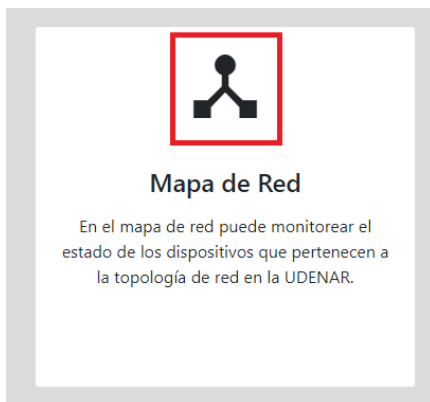 Mapa de Red
En el mapa de red puede monitorear el
estado de los dispositivos que pertenecen a
la topología de red en la UDENAR.